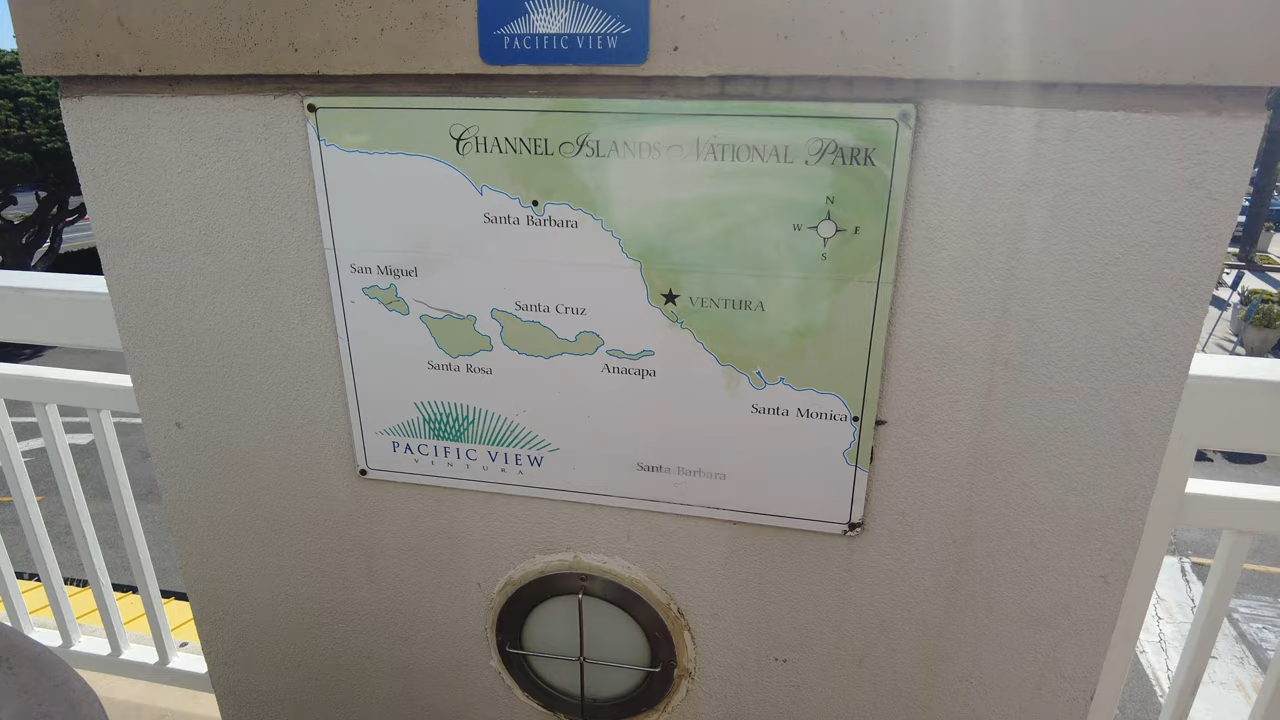 PACIFIC VIEW
CHANNEL ISLANDS NATIONAL PARK
N
W E
S
Santa Barbara
San Miguel
Santa Cruz
VENTURA
Santa Rosa
Anacapa
Santa Monica
PACIFIC VIEW
VENTURA
Santa Barbara